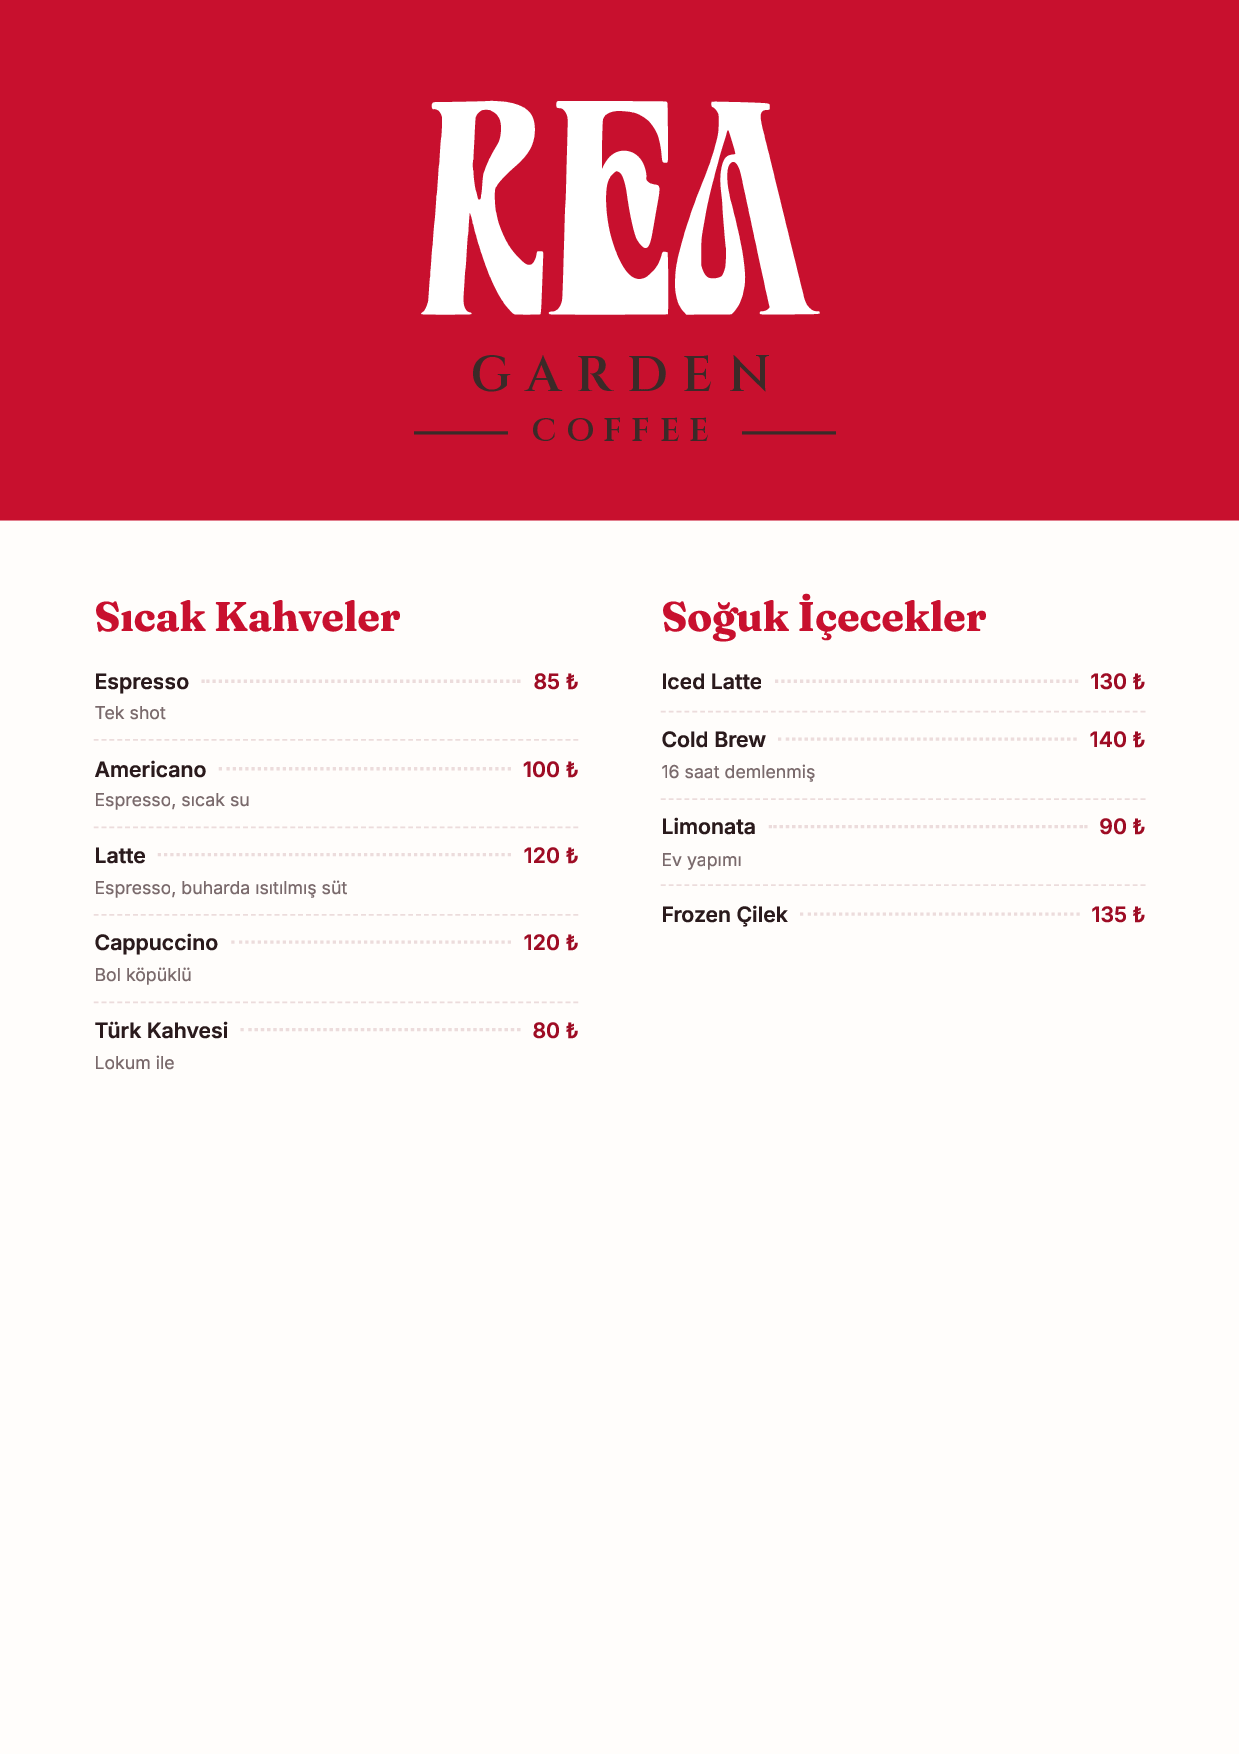 REA
GARDEN
COFFEE
Sıcak Kahveler
Espresso 85 ₺
Tek shot
Americano 100 ₺
Espresso, sıcak su
Latte 120 ₺
Espresso, buharda ısıtılmış süt
Cappuccino 120 ₺
Bol köpüklü
Türk Kahvesi 80 ₺
Lokum ile
Soğuk İçecekler
Iced Latte 130 ₺
Cold Brew 140 ₺
16 saat demlenmiş
Limonata 90 ₺
Ev yapımı
Frozen Çilek 135 ₺